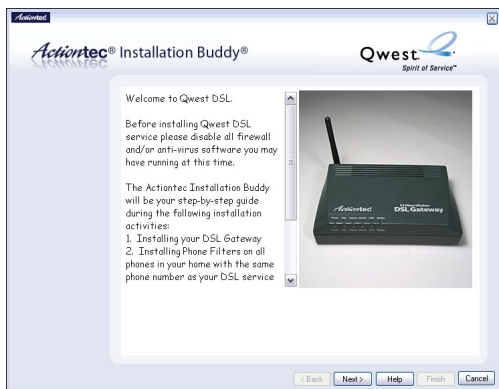 Actiontec
Actiontec® Installation Buddy®
Qwest.
Spirit of Service™
Welcome to Qwest DSL.
Before installing Qwest DSL
service please disable all firewall
and/or anti-virus software you may
have running at this time.
The Actiontec Installation Buddy
will be your step-by-step guide
during the following installation
activities:
1. Installing your DSL Gateway
2. Installing Phone Filters on all
phones in your home with the same
phone number as your DSL service
Actiontec
DSL Gateway
< Back
Next >
Help
Finish
Cancel